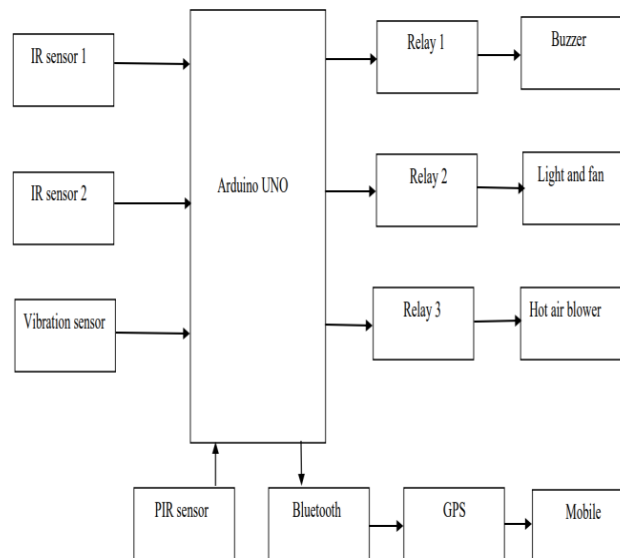 IR sensor 1
Relay 1
Buzzer
IR sensor 2
Arduino UNO
Relay 2
Light and fan
Vibration sensor
Relay 3
Hot air blower
PIR sensor
Bluetooth
GPS
Mobile